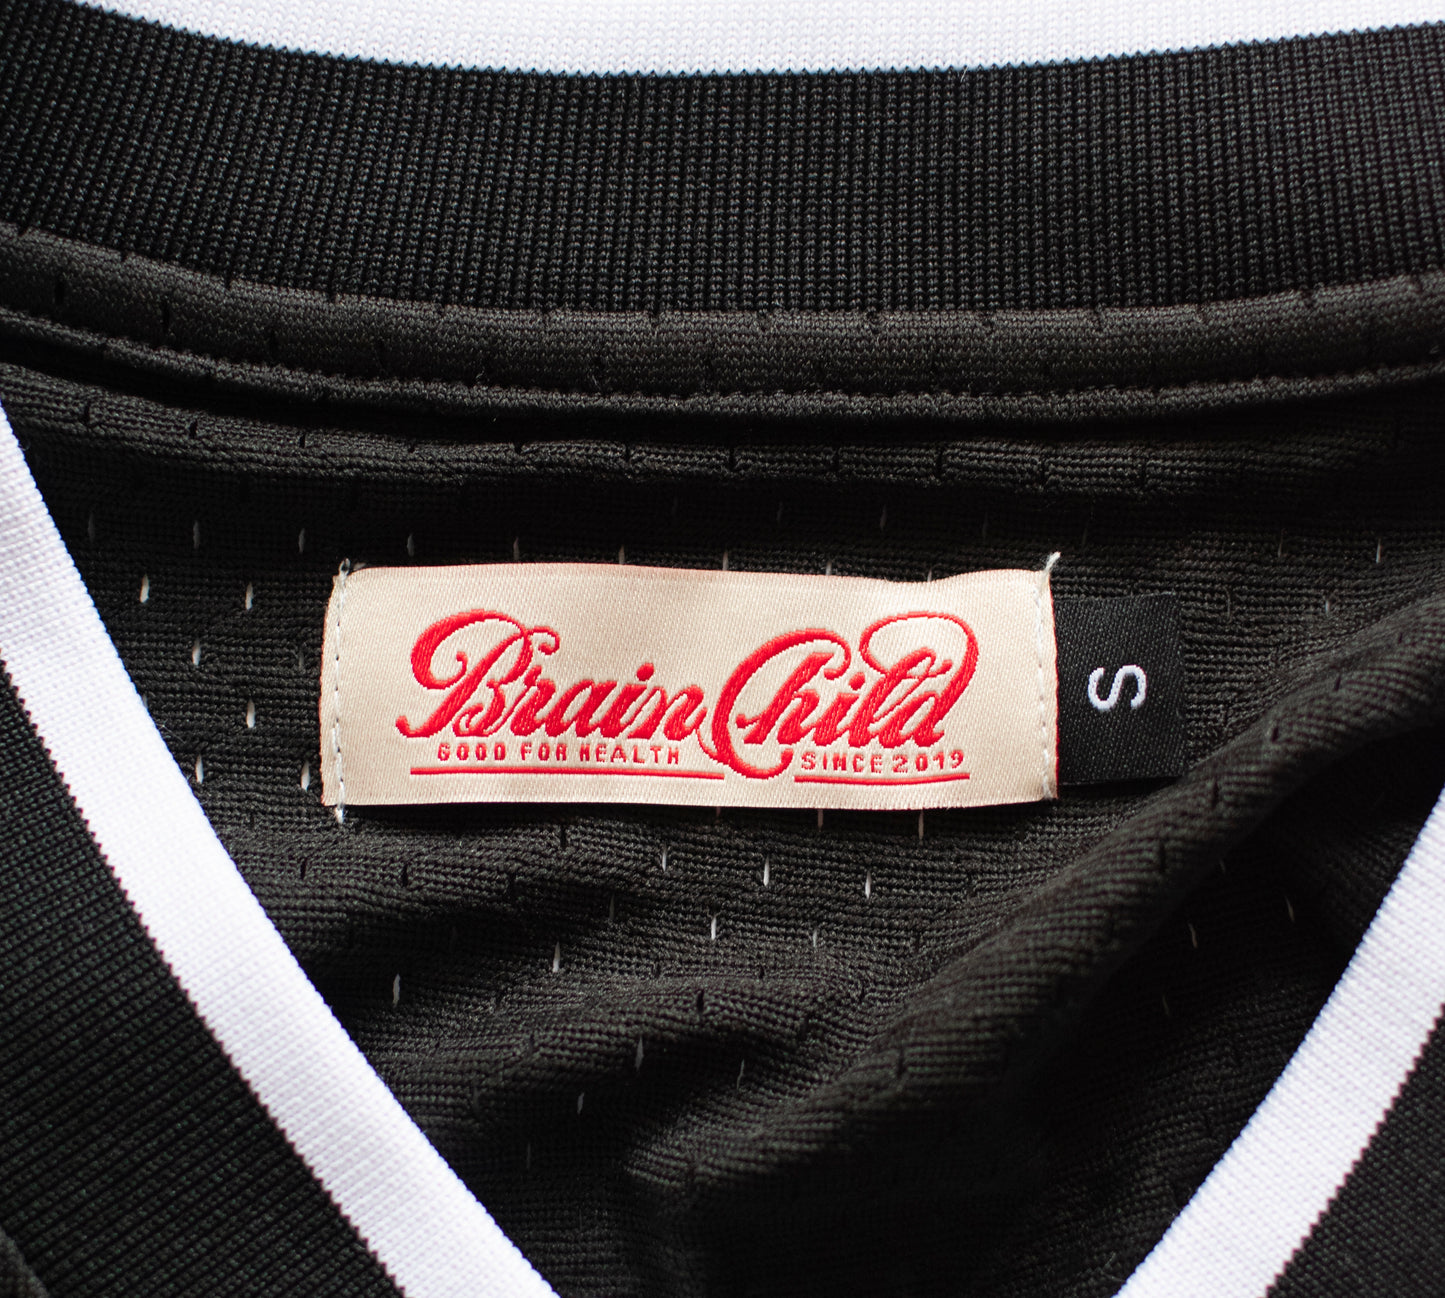 Brain Child
GOOD FOR HEALTH SINCE 2019
S